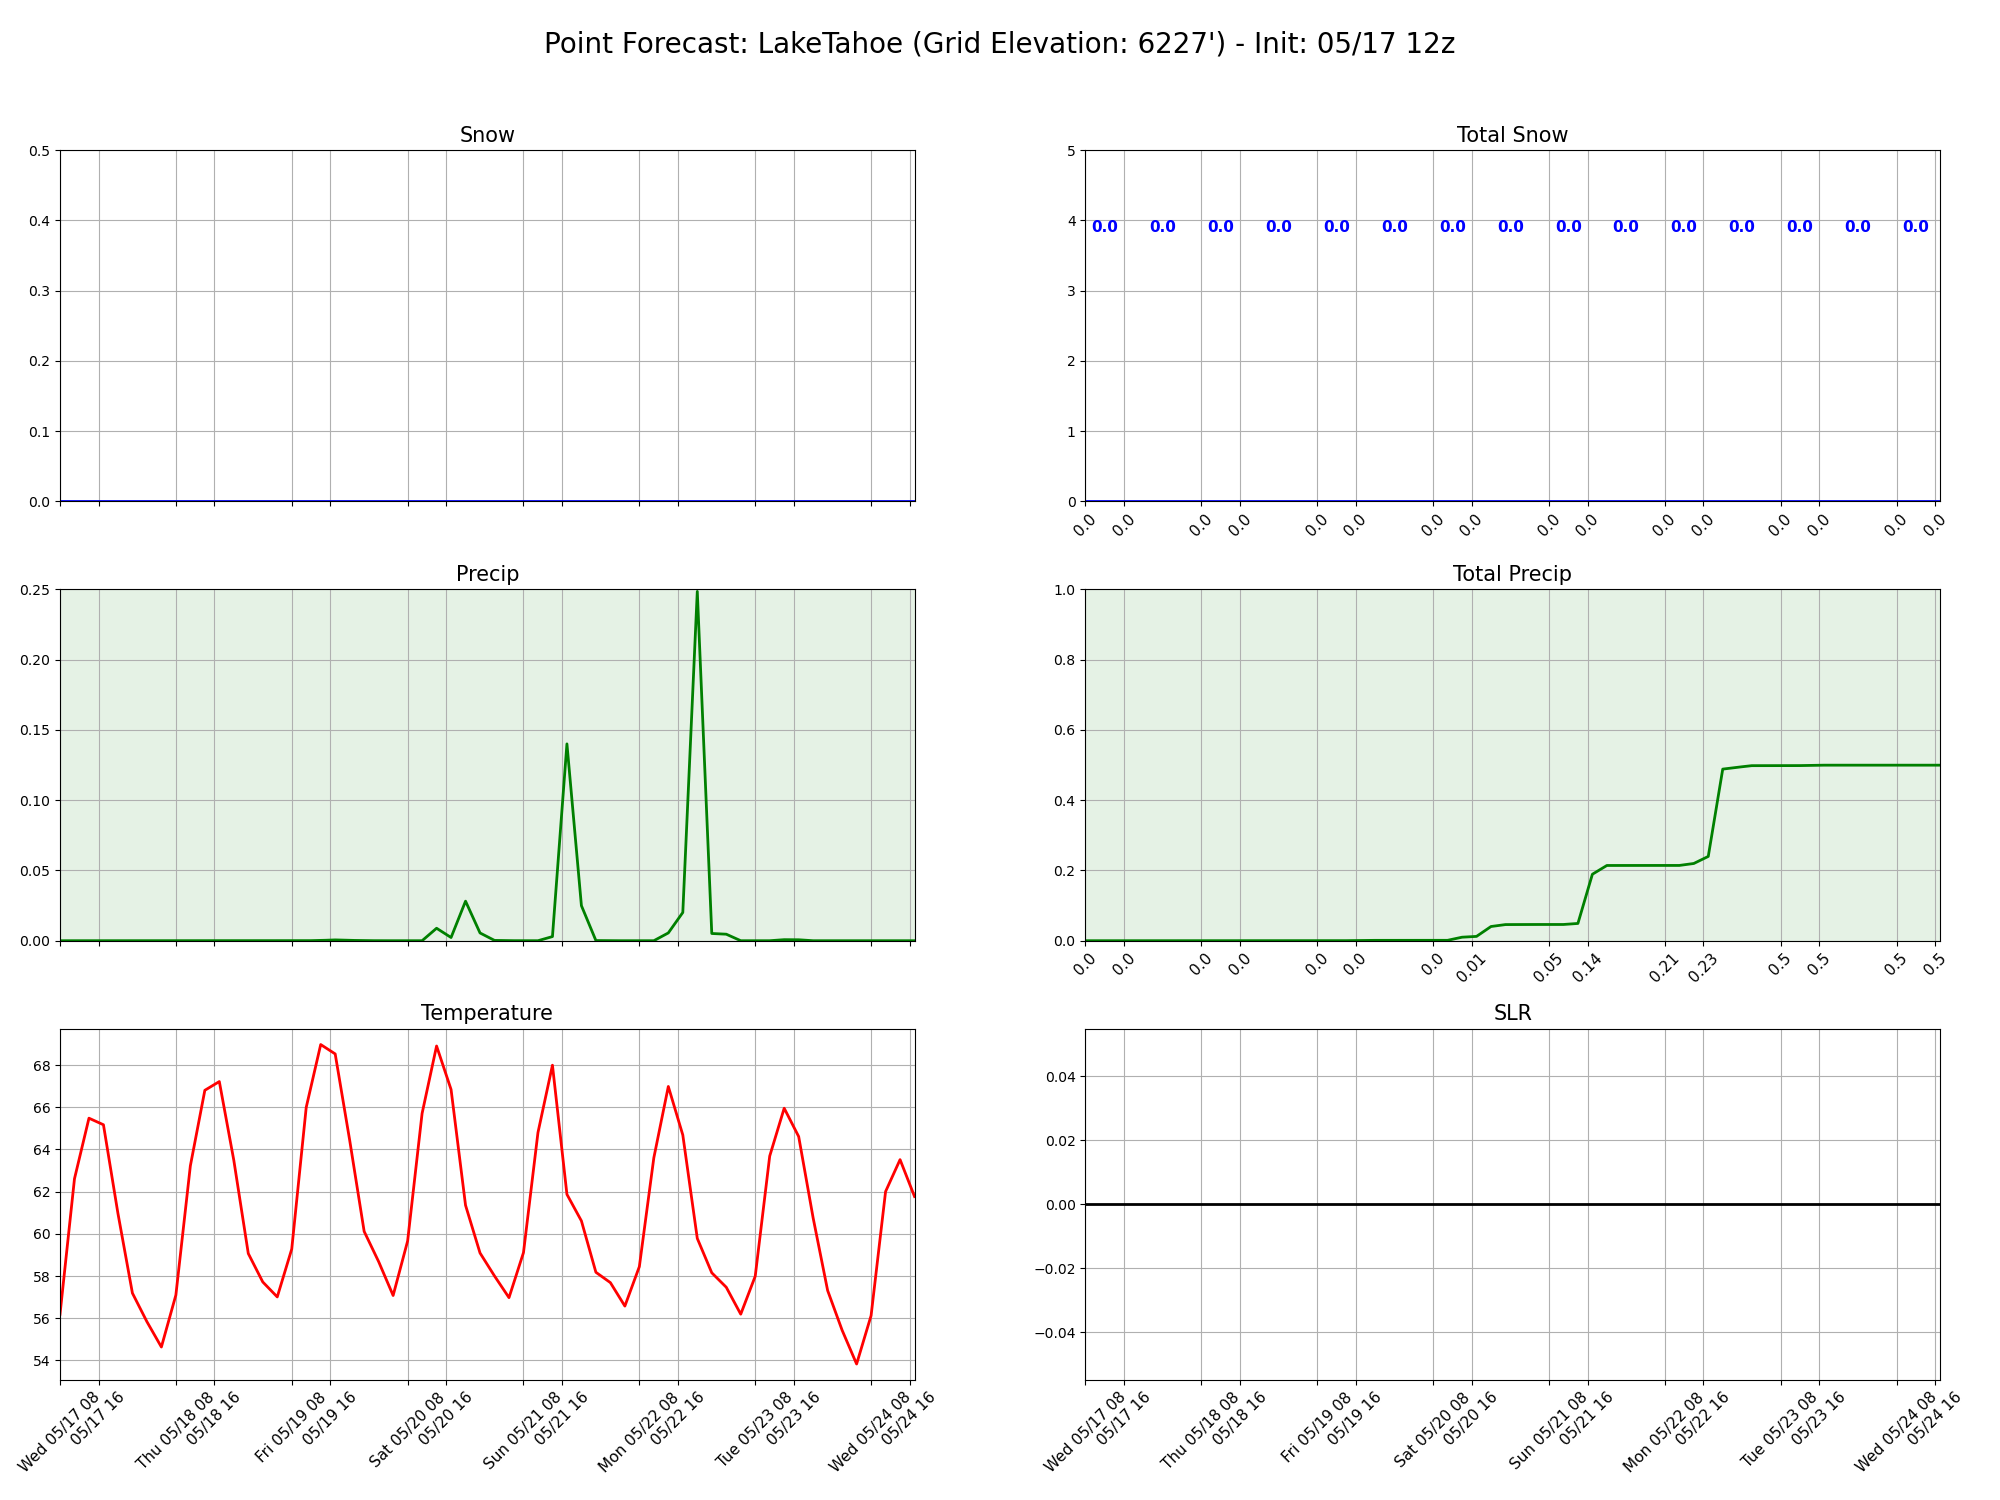 Point Forecast: LakeTahoe (Grid Elevation: 6227') - Init: 05/17 12z
Snow
0.5
0.4
0.3
0.2
0.1
0.0
Total Snow
5
4
3
2
1
0
0.0 0.0 0.0 0.0 0.0 0.0 0.0 0.0 0.0 0.0 0.0 0.0 0.0 0.0 0.0
0.0 0.0 0.0 0.0 0.0 0.0 0.0 0.0 0.0 0.0 0.0 0.0 0.0 0.0 0.0 0.0
Precip
0.25
0.20
0.15
0.10
0.05
0.00
Total Precip
1.0
0.8
0.6
0.4
0.2
0.0
0.0 0.0 0.0 0.0 0.0 0.0 0.0 0.01 0.05 0.14 0.21 0.23 0.5 0.5 0.5 0.5
Temperature
68
66
64
62
60
58
56
54
Wed 05/17 08
05/17 16
Thu 05/18 08
05/18 16
Fri 05/19 08
05/19 16
Sat 05/20 08
05/20 16
Sun 05/21 08
05/21 16
Mon 05/22 08
05/22 16
Tue 05/23 08
05/23 16
Wed 05/24 08
05/24 16
SLR
0.04
0.02
0.00
−0.02
−0.04
Wed 05/17 08
05/17 16
Thu 05/18 08
05/18 16
Fri 05/19 08
05/19 16
Sat 05/20 08
05/20 16
Sun 05/21 08
05/21 16
Mon 05/22 08
05/22 16
Tue 05/23 08
05/23 16
Wed 05/24 08
05/24 16